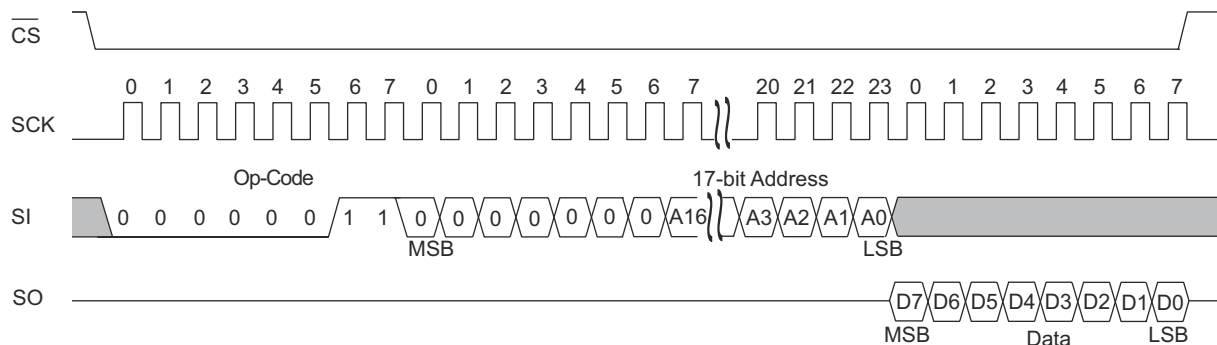 CS
0 1 2 3 4 5 6 7 0 1 2 3 4 5 6 7 20 21 22 23 0 1 2 3 4 5 6 7
SCK
Op-Code 17-bit Address
SI 0 0 0 0 0 0 1 1 0 0 0 0 0 0 0 A16 A3 A2 A1 A0
MSB LSB
SO D7 D6 D5 D4 D3 D2 D1 D0
MSB Data LSB